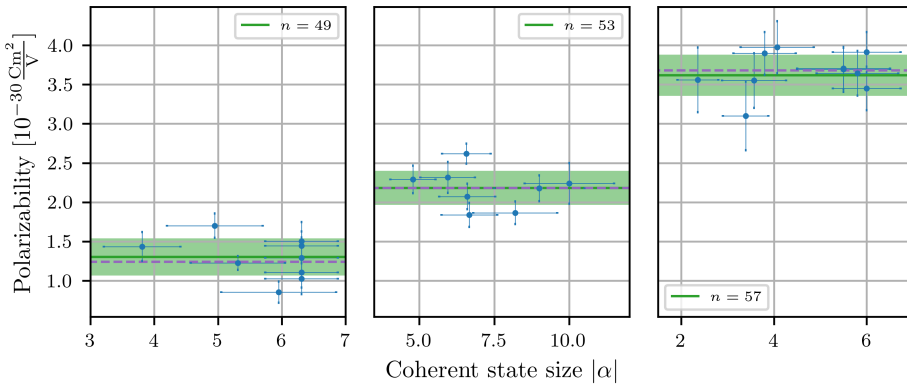 n = 49
n = 53
n = 57
Polarizability [10⁻³⁰ Cm²/V]
4.0
3.5
3.0
2.5
2.0
1.5
1.0
3 4 5 6 7
5.0 7.5 10.0
2 4 6
Coherent state size |α|